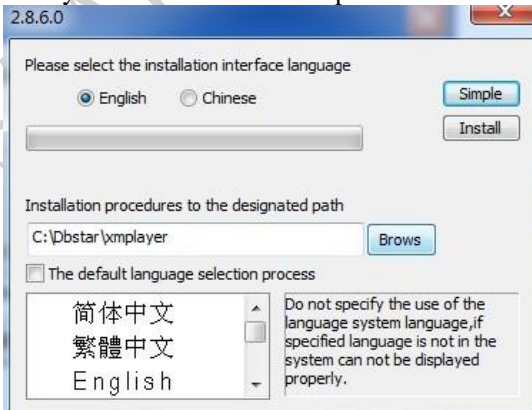 2.8.6.0
Please select the installation interface language
English
Chinese
Simple
Install
Installation procedures to the designated path
C:\Dbstar\xmplayer
Brows
The default language selection process
简体中文
繁體中文
English
Do not specify the use of the
language system language,if
specified language is not in the
system can not be displayed
properly.